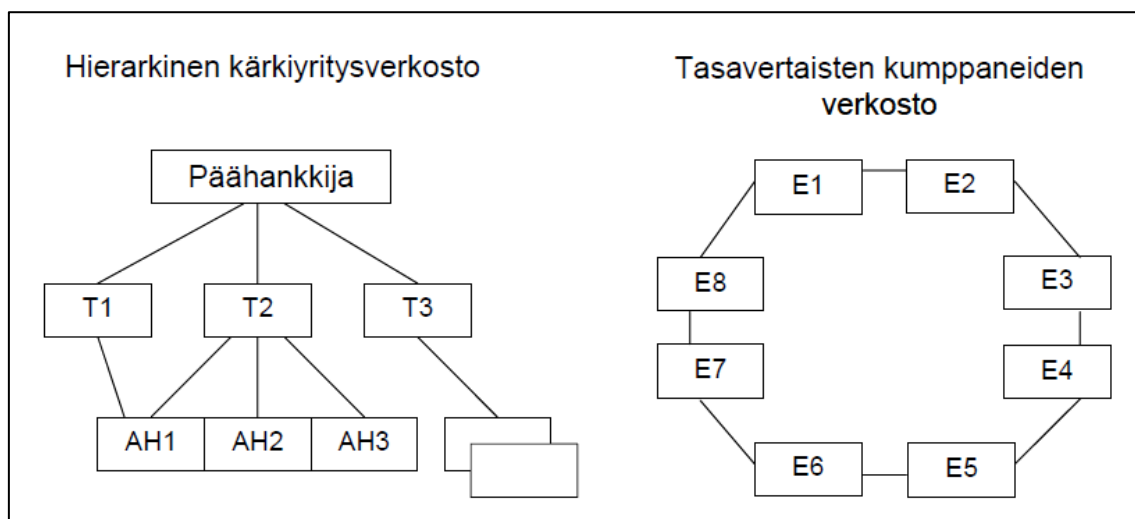 Hierarkinen kärkiyritysverkosto
Päähankkija
T1
T2
T3
AH1
AH2
AH3
Tasavertaisten kumppaneiden
verkosto
E1
E2
E3
E4
E5
E6
E7
E8